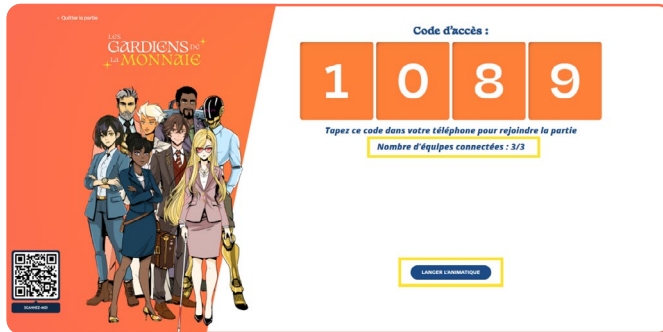 ‹ Quitter la partie
LES
GARDIENS DE
LA MONNAIE
SCANNEZ-MOI
Code d'accès :
1 0 8 9
Tapez ce code dans votre téléphone pour rejoindre la partie
Nombre d'équipes connectées : 3/3
LANCER L'ANIMATIQUE